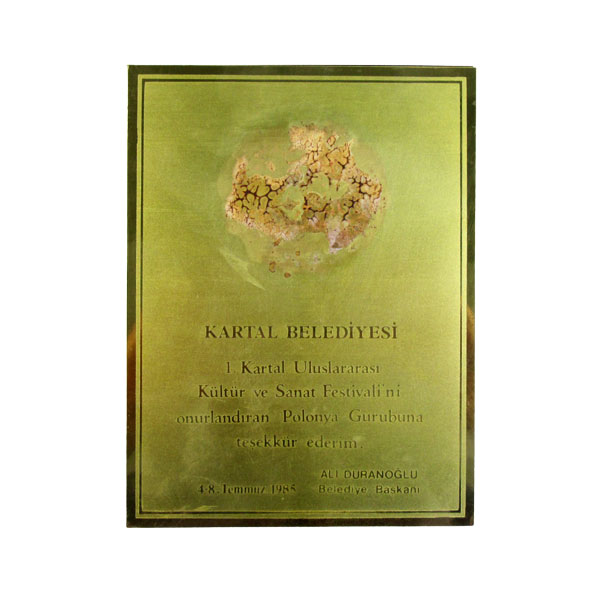 KARTAL BELEDİYESİ
1 Kartal Uluslararası
Kültür ve Sanat Festivali'ni
onurlandıran Polonya Gurubuna
teşekkür ederim.
ALİ DURANOĞLU
4-8. Temmuz 1985 Belediye Başkanı